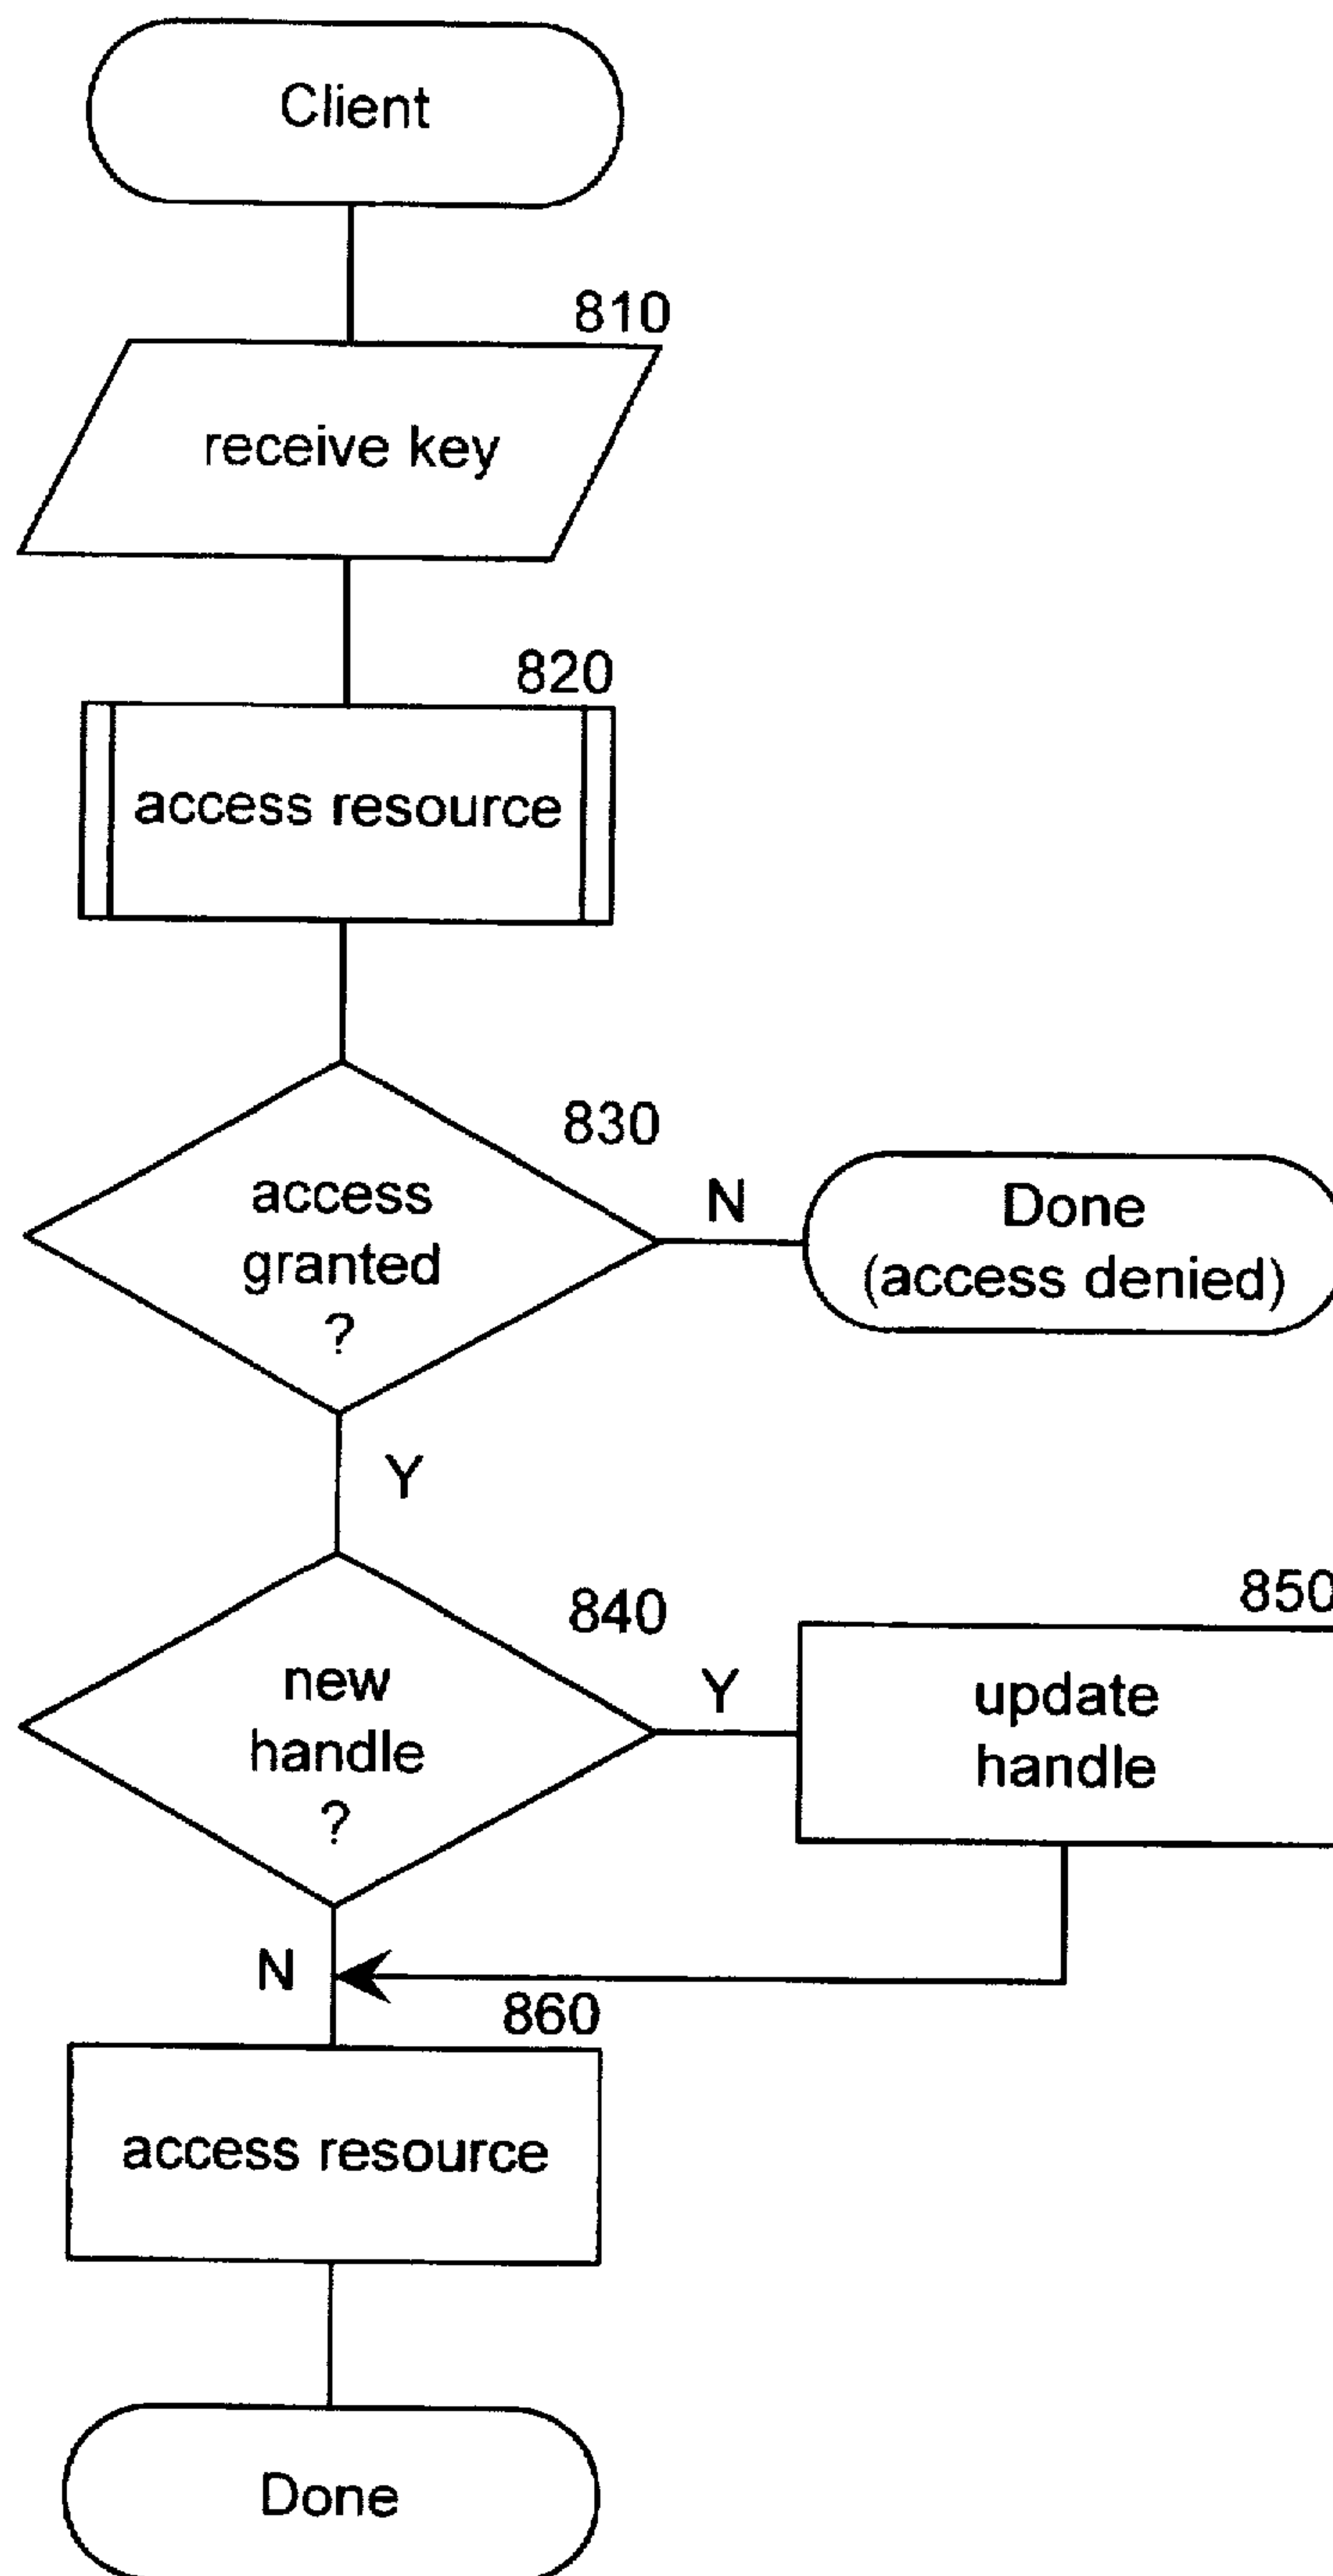 Client
810
receive key
820
access resource
830
access
granted
?
N
Done
(access denied)
Y
840
new
handle
?
Y
850
update
handle
N
860
access resource
Done